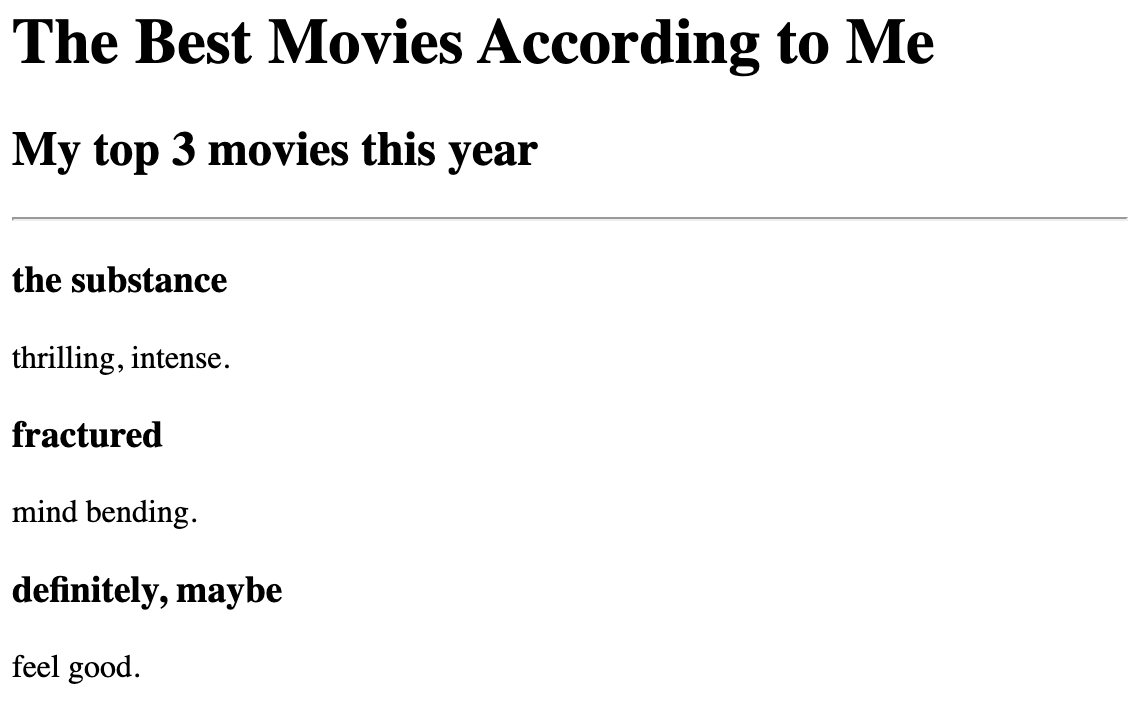 The Best Movies According to Me
My top 3 movies this year
the substance
thrilling, intense.
fractured
mind bending.
definitely, maybe
feel good.